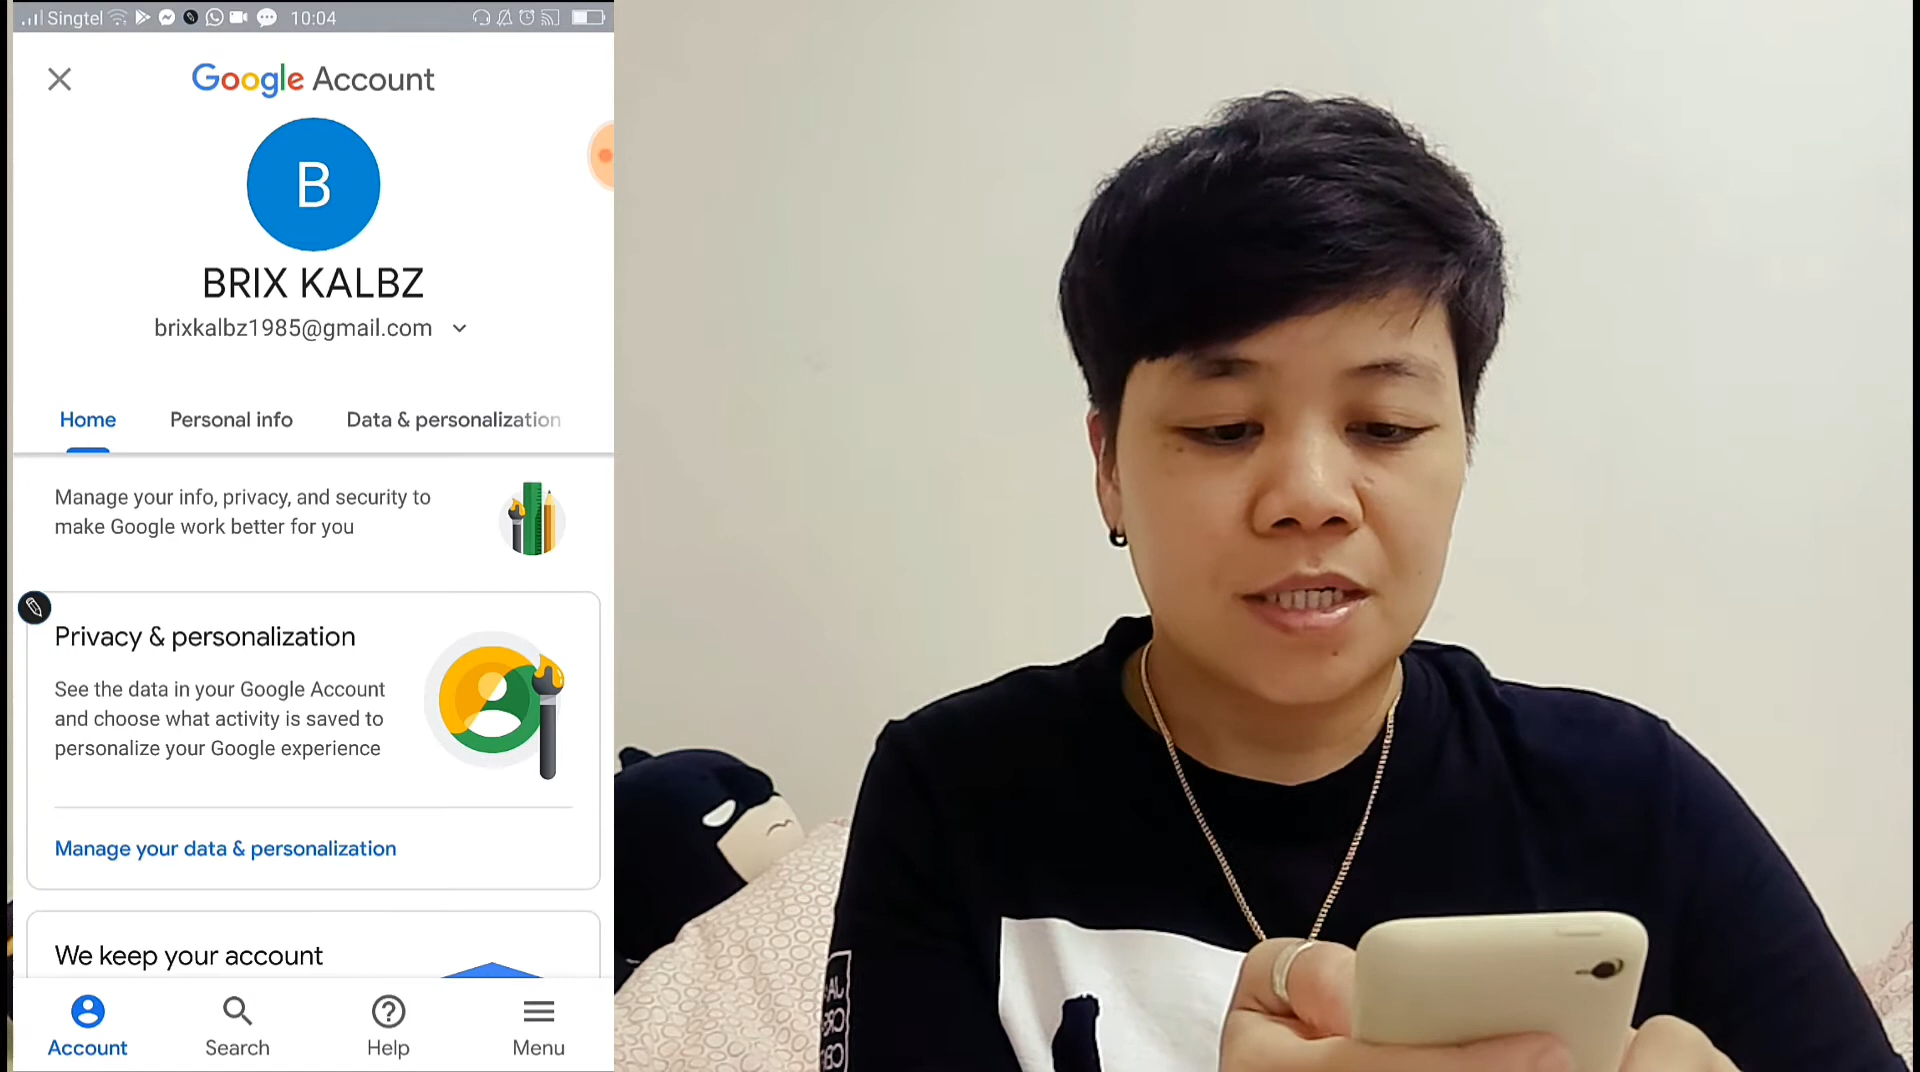 Singtel 10:04
Google Account
B
BRIX KALBZ
brixkalbz1985@gmail.com
Home Personal info Data & personalization
Manage your info, privacy, and security to
make Google work better for you
Privacy & personalization
See the data in your Google Account
and choose what activity is saved to
personalize your Google experience
Manage your data & personalization
We keep your account
Account Search Help Menu